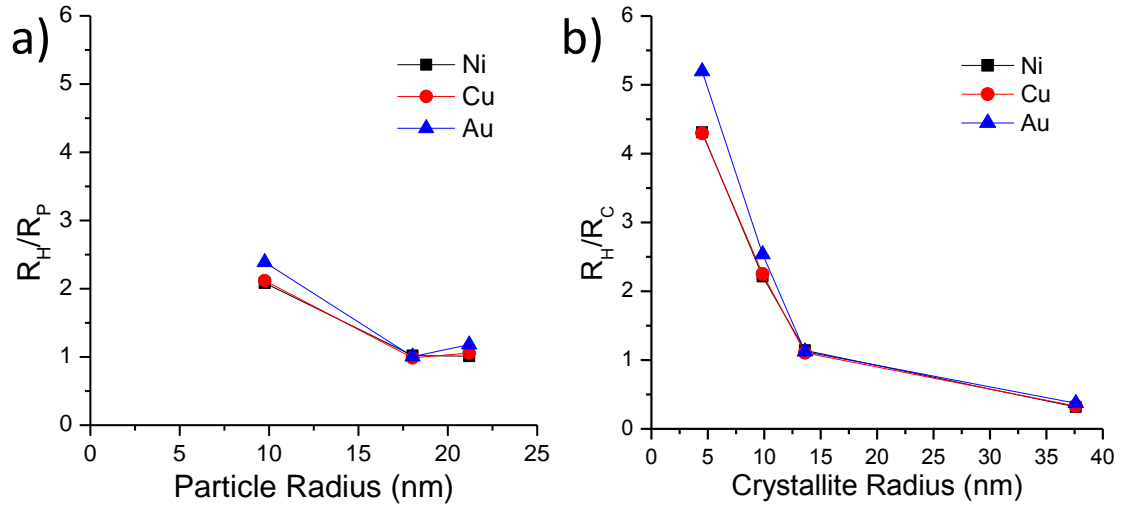 a)
Ni
Cu
Au
6
5
4
3
2
1
0
R_H/R_P
0 5 10 15 20 25
Particle Radius (nm)
b)
Ni
Cu
Au
6
5
4
3
2
1
0
R_H/R_C
0 5 10 15 20 25 30 35 40
Crystallite Radius (nm)